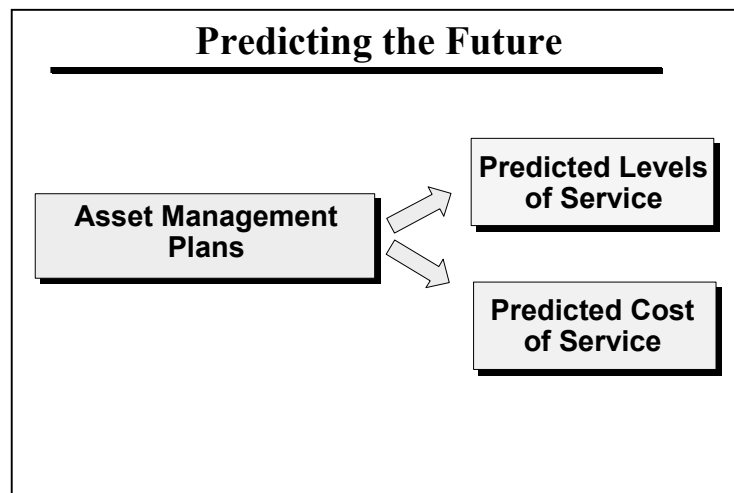 Predicting the Future
Asset Management
Plans
Predicted Levels
of Service
Predicted Cost
of Service